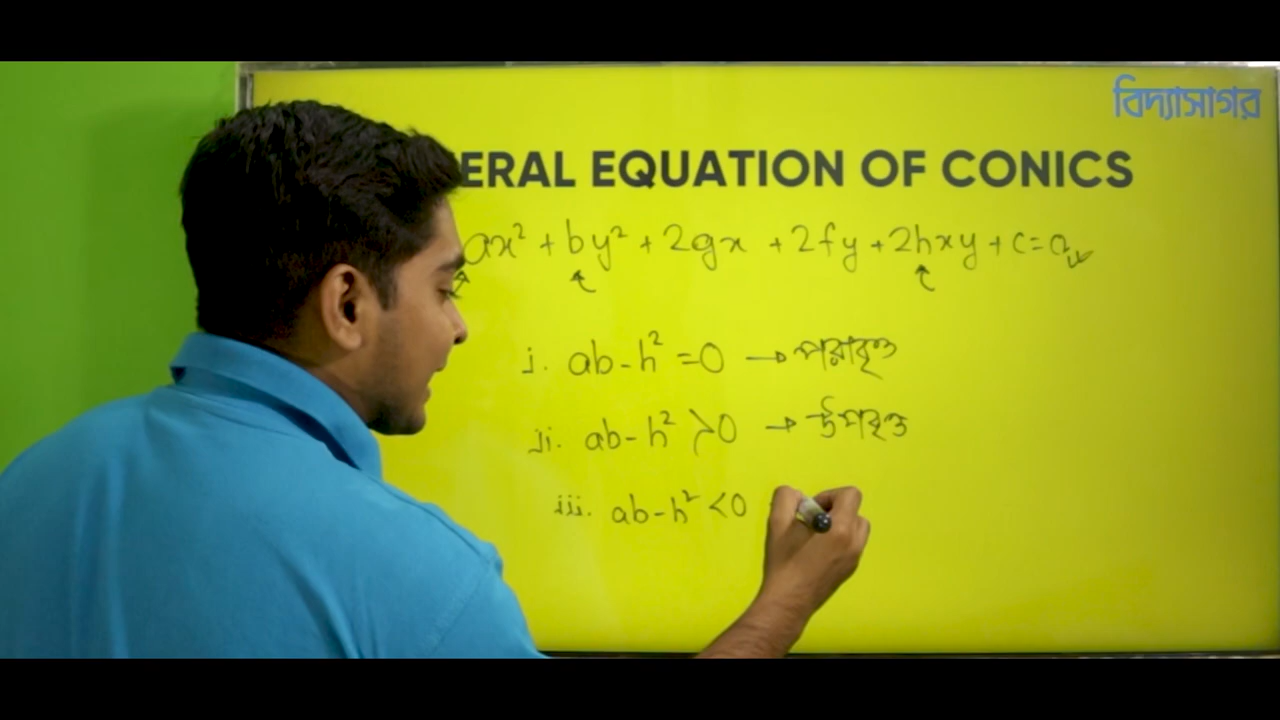 বিদ্যাসাগর
ERAL EQUATION OF CONICS
ax² + by² + 2gx + 2fy + 2hxy + c = 0
i. ab - h² = 0 → পরাবৃত্ত
ii. ab - h² > 0 → উপবৃত্ত
iii. ab - h² < 0